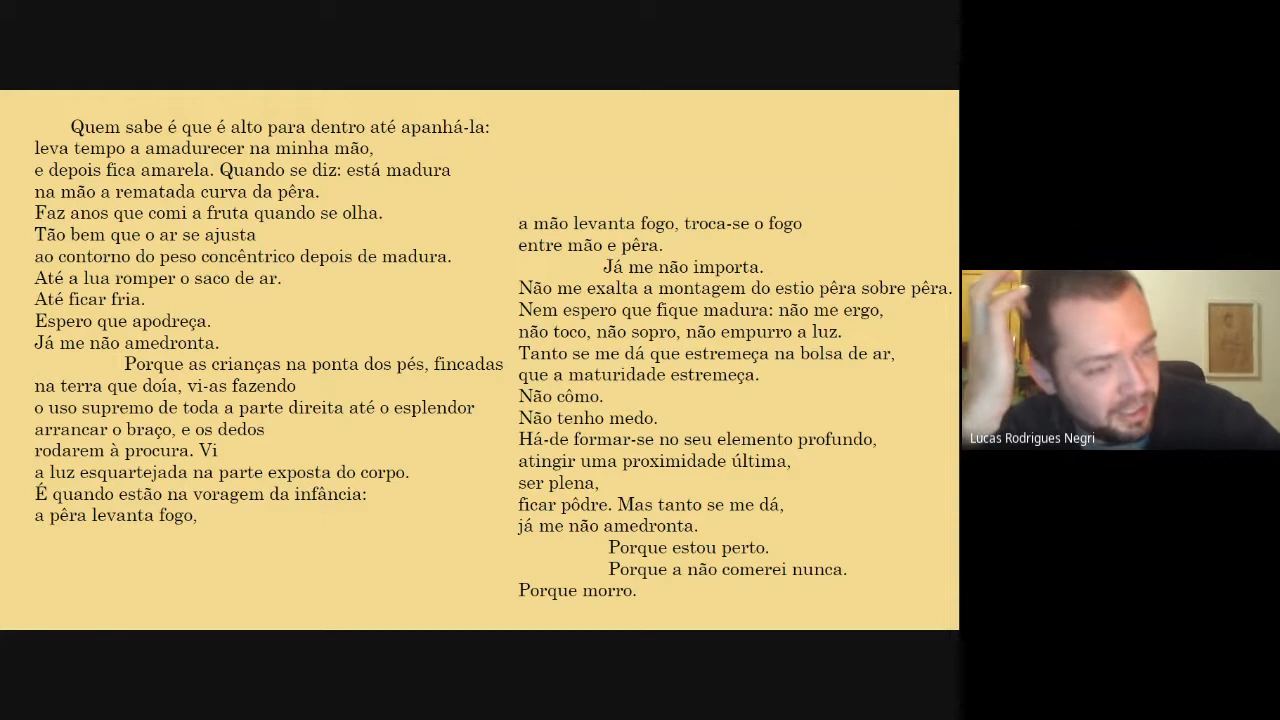 Quem sabe é que é alto para dentro até apanhá-la:
leva tempo a amadurecer na minha mão,
e depois fica amarela. Quando se diz: está madura
na mão a rematada curva da pêra.
Faz anos que comi a fruta quando se olha.
Tão bem que o ar se ajusta
ao contorno do peso concêntrico depois de madura.
Até a lua romper o saco de ar.
Até ficar fria.
Espero que apodreça.
Já me não amedronta.
Porque as crianças na ponta dos pés, fincadas
na terra que doía, vi-as fazendo
o uso supremo de toda a parte direita até o esplendor
arrancar o braço, e os dedos
rodarem à procura. Vi
a luz esquartejada na parte exposta do corpo.
É quando estão na voragem da infância:
a pêra levanta fogo,
a mão levanta fogo, troca-se o fogo
entre mão e pêra.
Já me não importa.
Não me exalta a montagem do estio pêra sobre pêra.
Nem espero que fique madura: não me ergo,
não toco, não sopro, não empurro a luz.
Tanto se me dá que estremeça na bolsa de ar,
que a maturidade estremeça.
Não cômo.
Não tenho medo.
Há-de formar-se no seu elemento profundo,
atingir uma proximidade última,
ser plena,
ficar pôdre. Mas tanto se me dá,
já me não amedronta.
Porque estou perto.
Porque a não comerei nunca.
Porque morro.
Lucas Rodrigues Negri